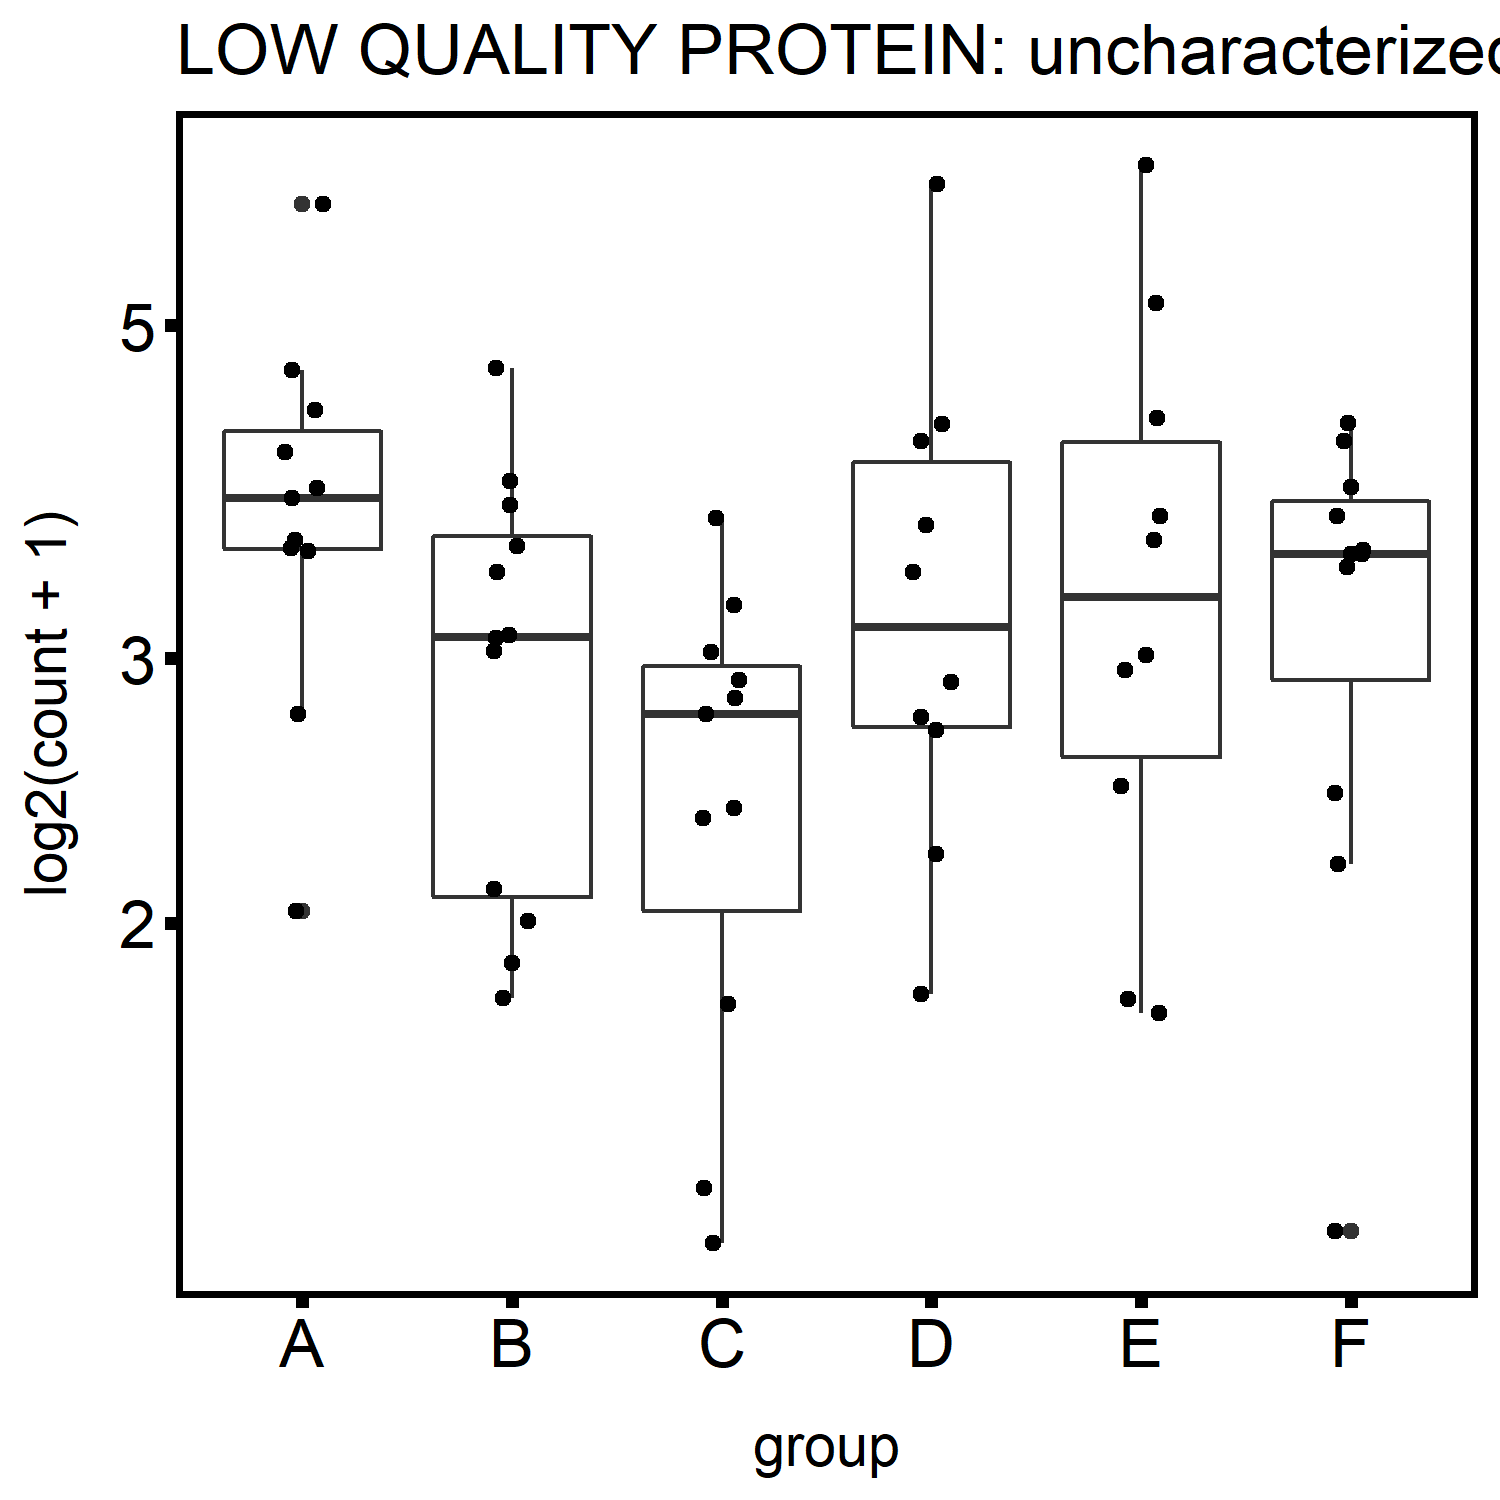 LOW QUALITY PROTEIN: uncharacterized
log2(count + 1)
5
3
2
A B C D E F
group